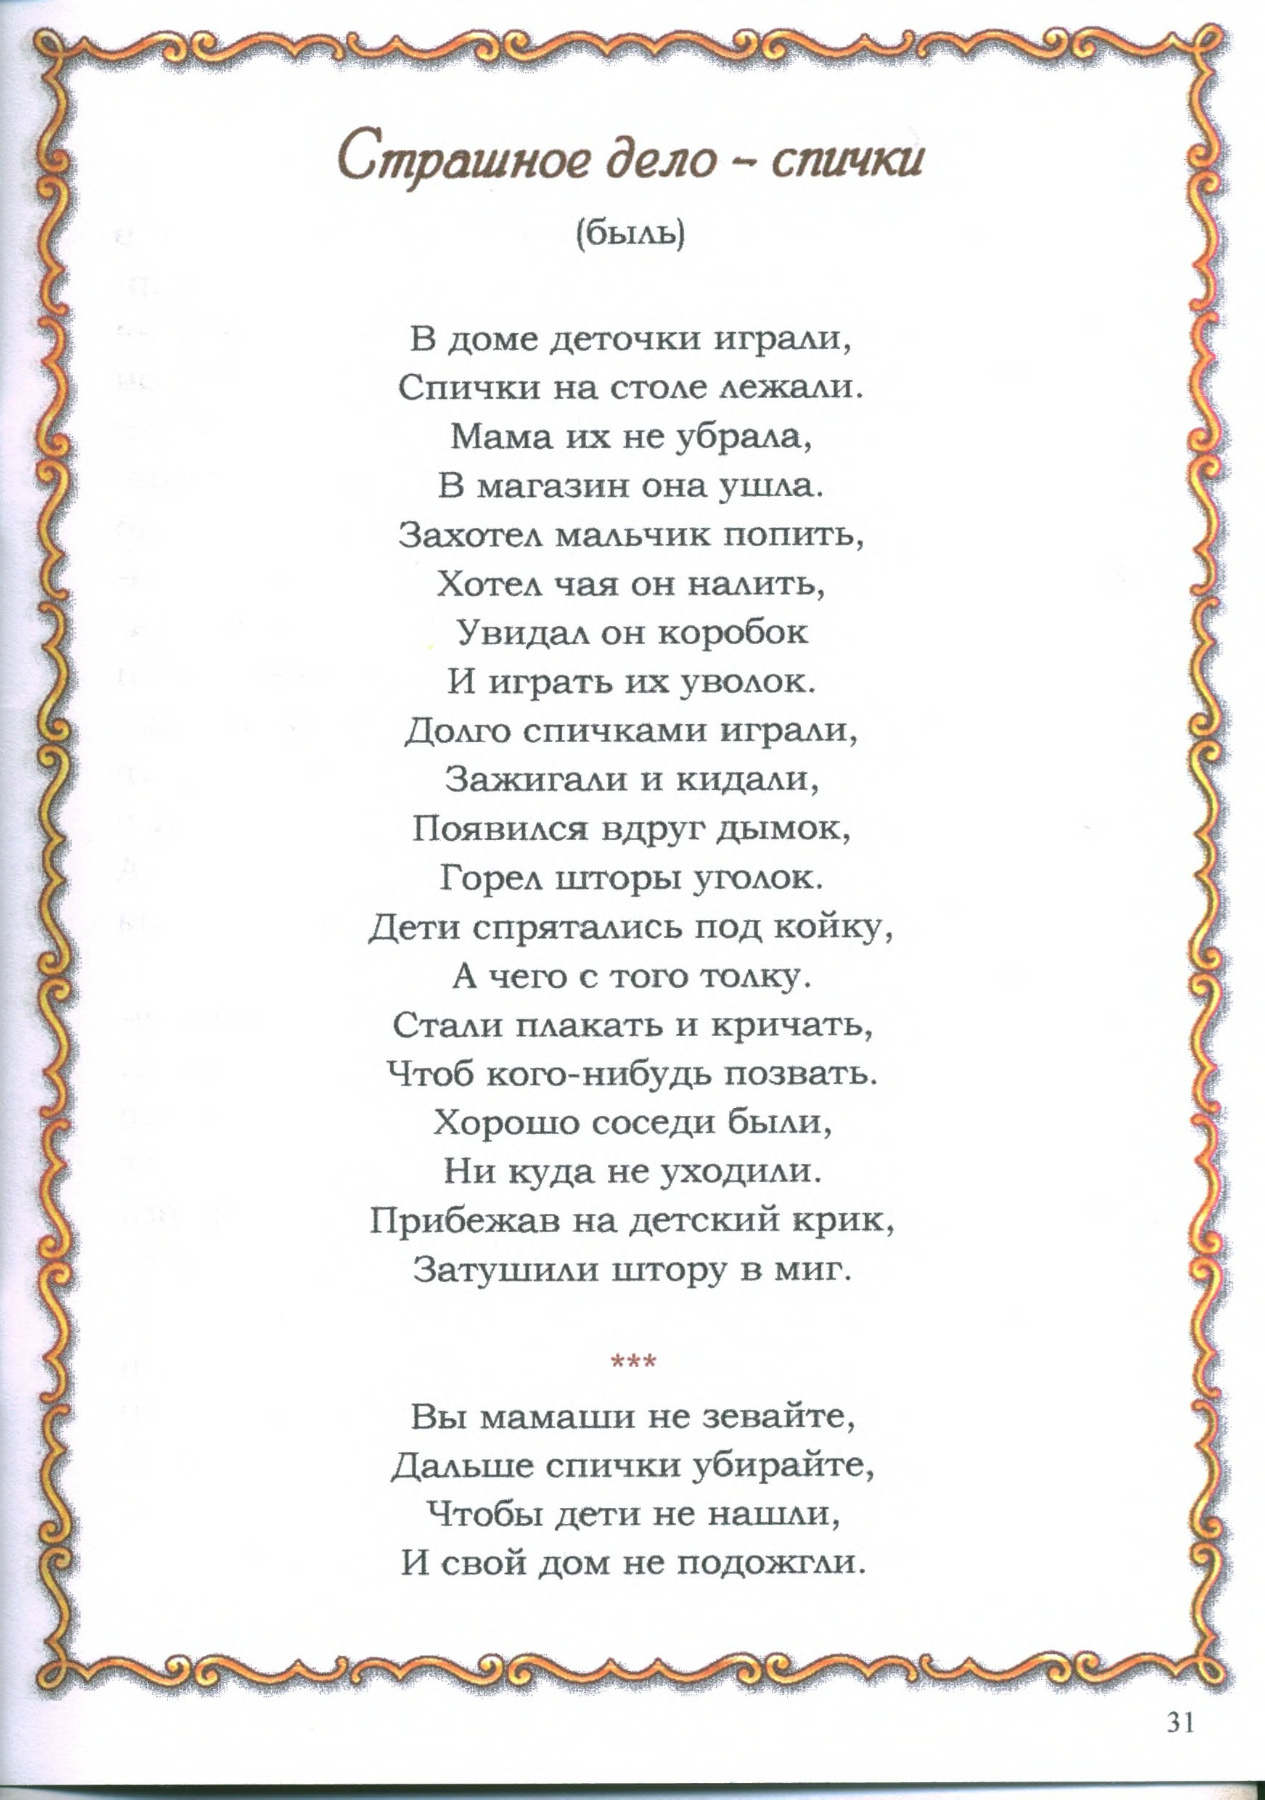 Страшное дело – спички
(быль)
В доме деточки играли,
Спички на столе лежали.
Мама их не убрала,
В магазин она ушла.
Захотел мальчик попить,
Хотел чая он налить,
Увидал он коробок
И играть их уволок.
Долго спичками играли,
Зажигали и кидали,
Появился вдруг дымок,
Горел шторы уголок.
Дети спрятались под койку,
А чего с того толку.
Стали плакать и кричать,
Чтоб кого-нибудь позвать.
Хорошо соседи были,
Ни куда не уходили.
Прибежав на детский крик,
Затушили штору в миг.
***
Вы мамаши не зевайте,
Дальше спички убирайте,
Чтобы дети не нашли,
И свой дом не подожгли.
31